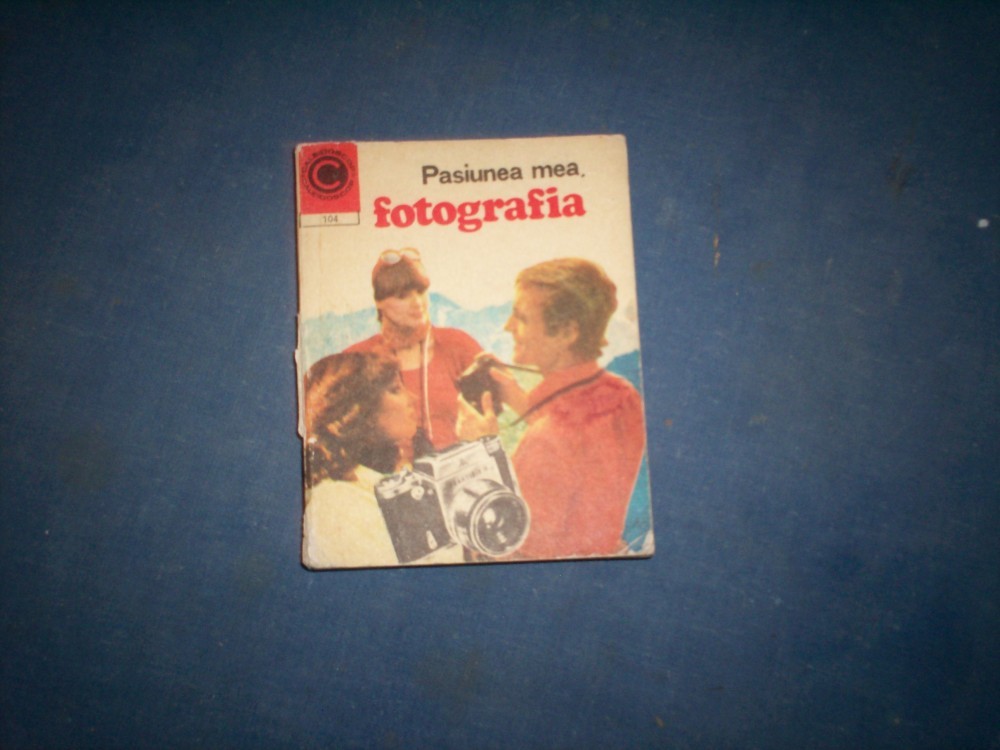 C
104
Pasiunea mea,
fotografia